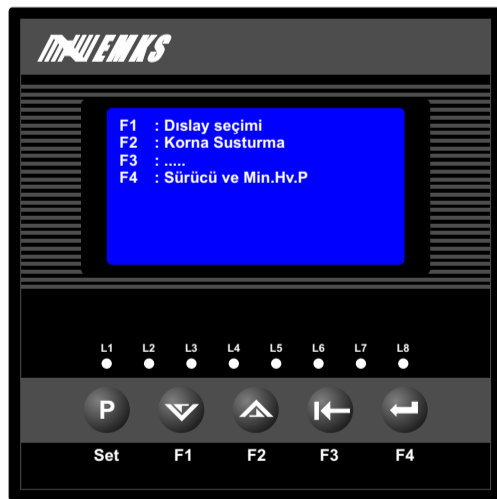 EMKS
F1 : Dıslay seçimi
F2 : Korna Susturma
F3 : .....
F4 : Sürücü ve Min.Hv.P
L1 L2 L3 L4 L5 L6 L7 L8
P
Set F1 F2 F3 F4